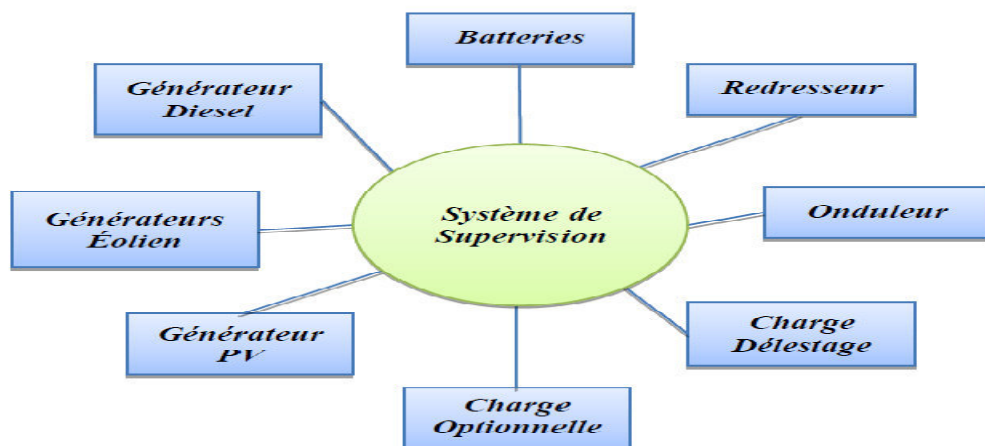 Batteries
Générateur
Diesel
Redresseur
Générateurs
Éolien
Système de
Supervision
Onduleur
Générateur
PV
Charge
Délestage
Charge
Optionnelle